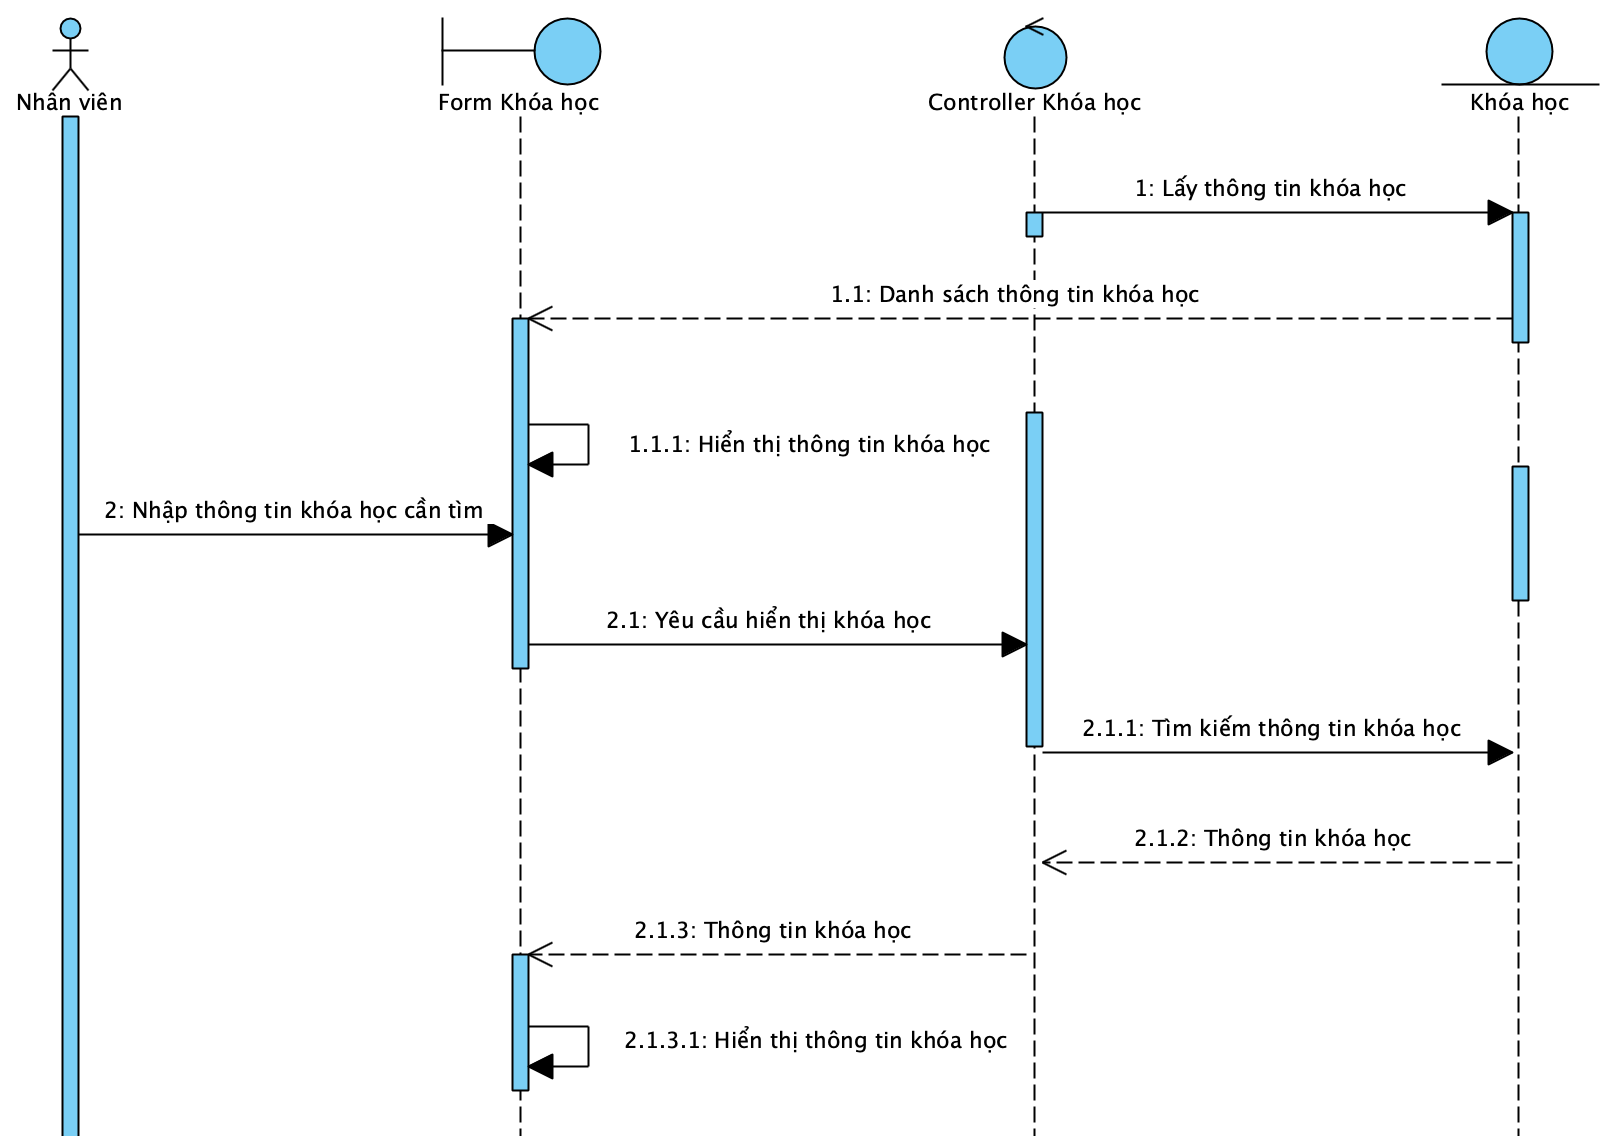 Nhân viên
Form Khóa học
Controller Khóa học
Khóa học
1: Lấy thông tin khóa học
1.1: Danh sách thông tin khóa học
1.1.1: Hiển thị thông tin khóa học
2: Nhập thông tin khóa học cần tìm
2.1: Yêu cầu hiển thị khóa học
2.1.1: Tìm kiếm thông tin khóa học
2.1.2: Thông tin khóa học
2.1.3: Thông tin khóa học
2.1.3.1: Hiển thị thông tin khóa học